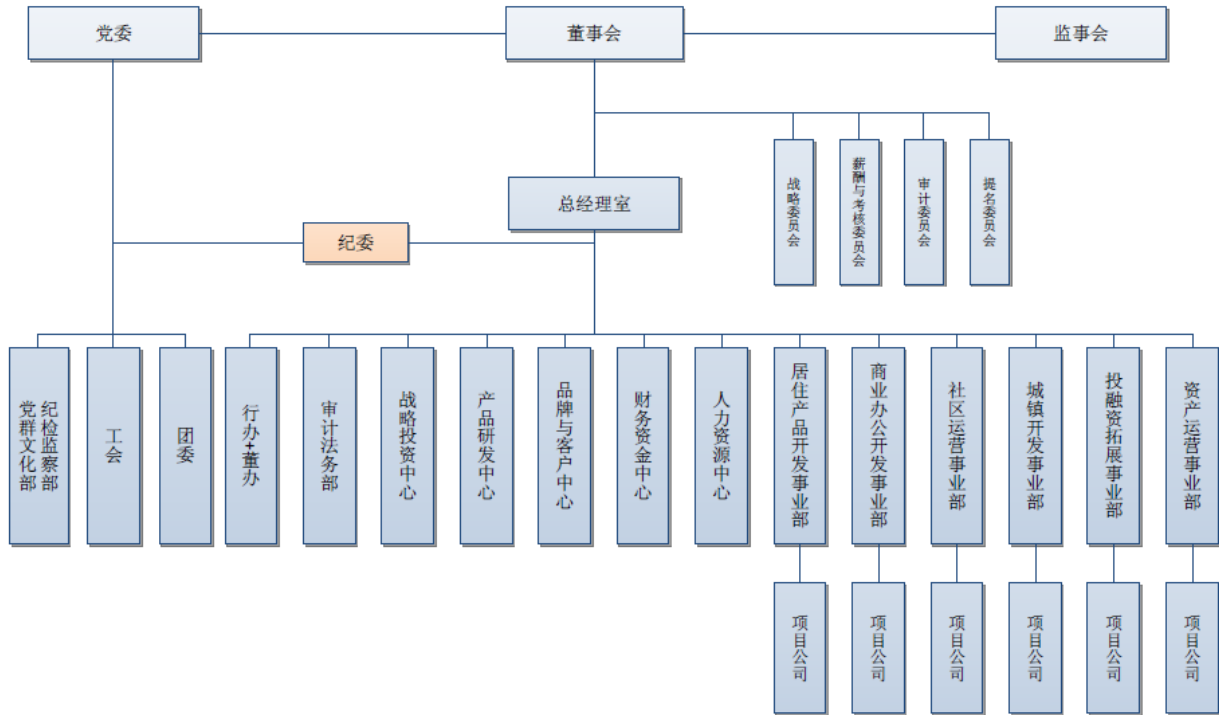 党委
董事会
监事会
战略委员会
薪酬与考核委员会
审计委员会
提名委员会
总经理室
纪委
纪检监察部
党群文化部
工会
团委
行办+董办
审计法务部
战略投资中心
产品研发中心
品牌与客户中心
财务资金中心
人力资源中心
居住产品开发事业部
商业办公开发事业部
社区运营事业部
城镇开发事业部
投融资拓展事业部
资产运营事业部
项目公司
项目公司
项目公司
项目公司
项目公司
项目公司